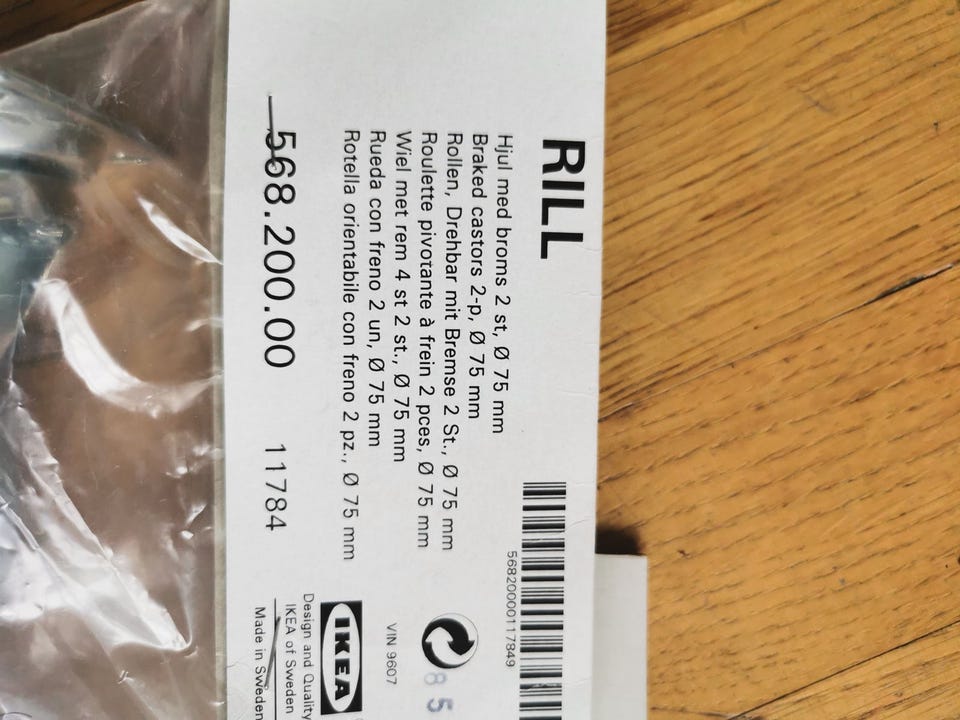 RILL
Hjul med broms 2 st, Ø 75 mm
Braked castors 2-p, Ø 75 mm
Rollen, Drehbar mit Bremse 2 St., Ø 75 mm
Roulette pivotante à frein 2 pces, Ø 75 mm
Wiel met rem 4 st 2 st., Ø 75 mm
Rueda con freno 2 un, Ø 75 mm
Rotella orientabile con freno 2 pz., Ø 75 mm
568.200.00 11784
56820000117849
85
VIN 9607
IKEA
Design and Quality
IKEA of Sweden
Made in Sweden